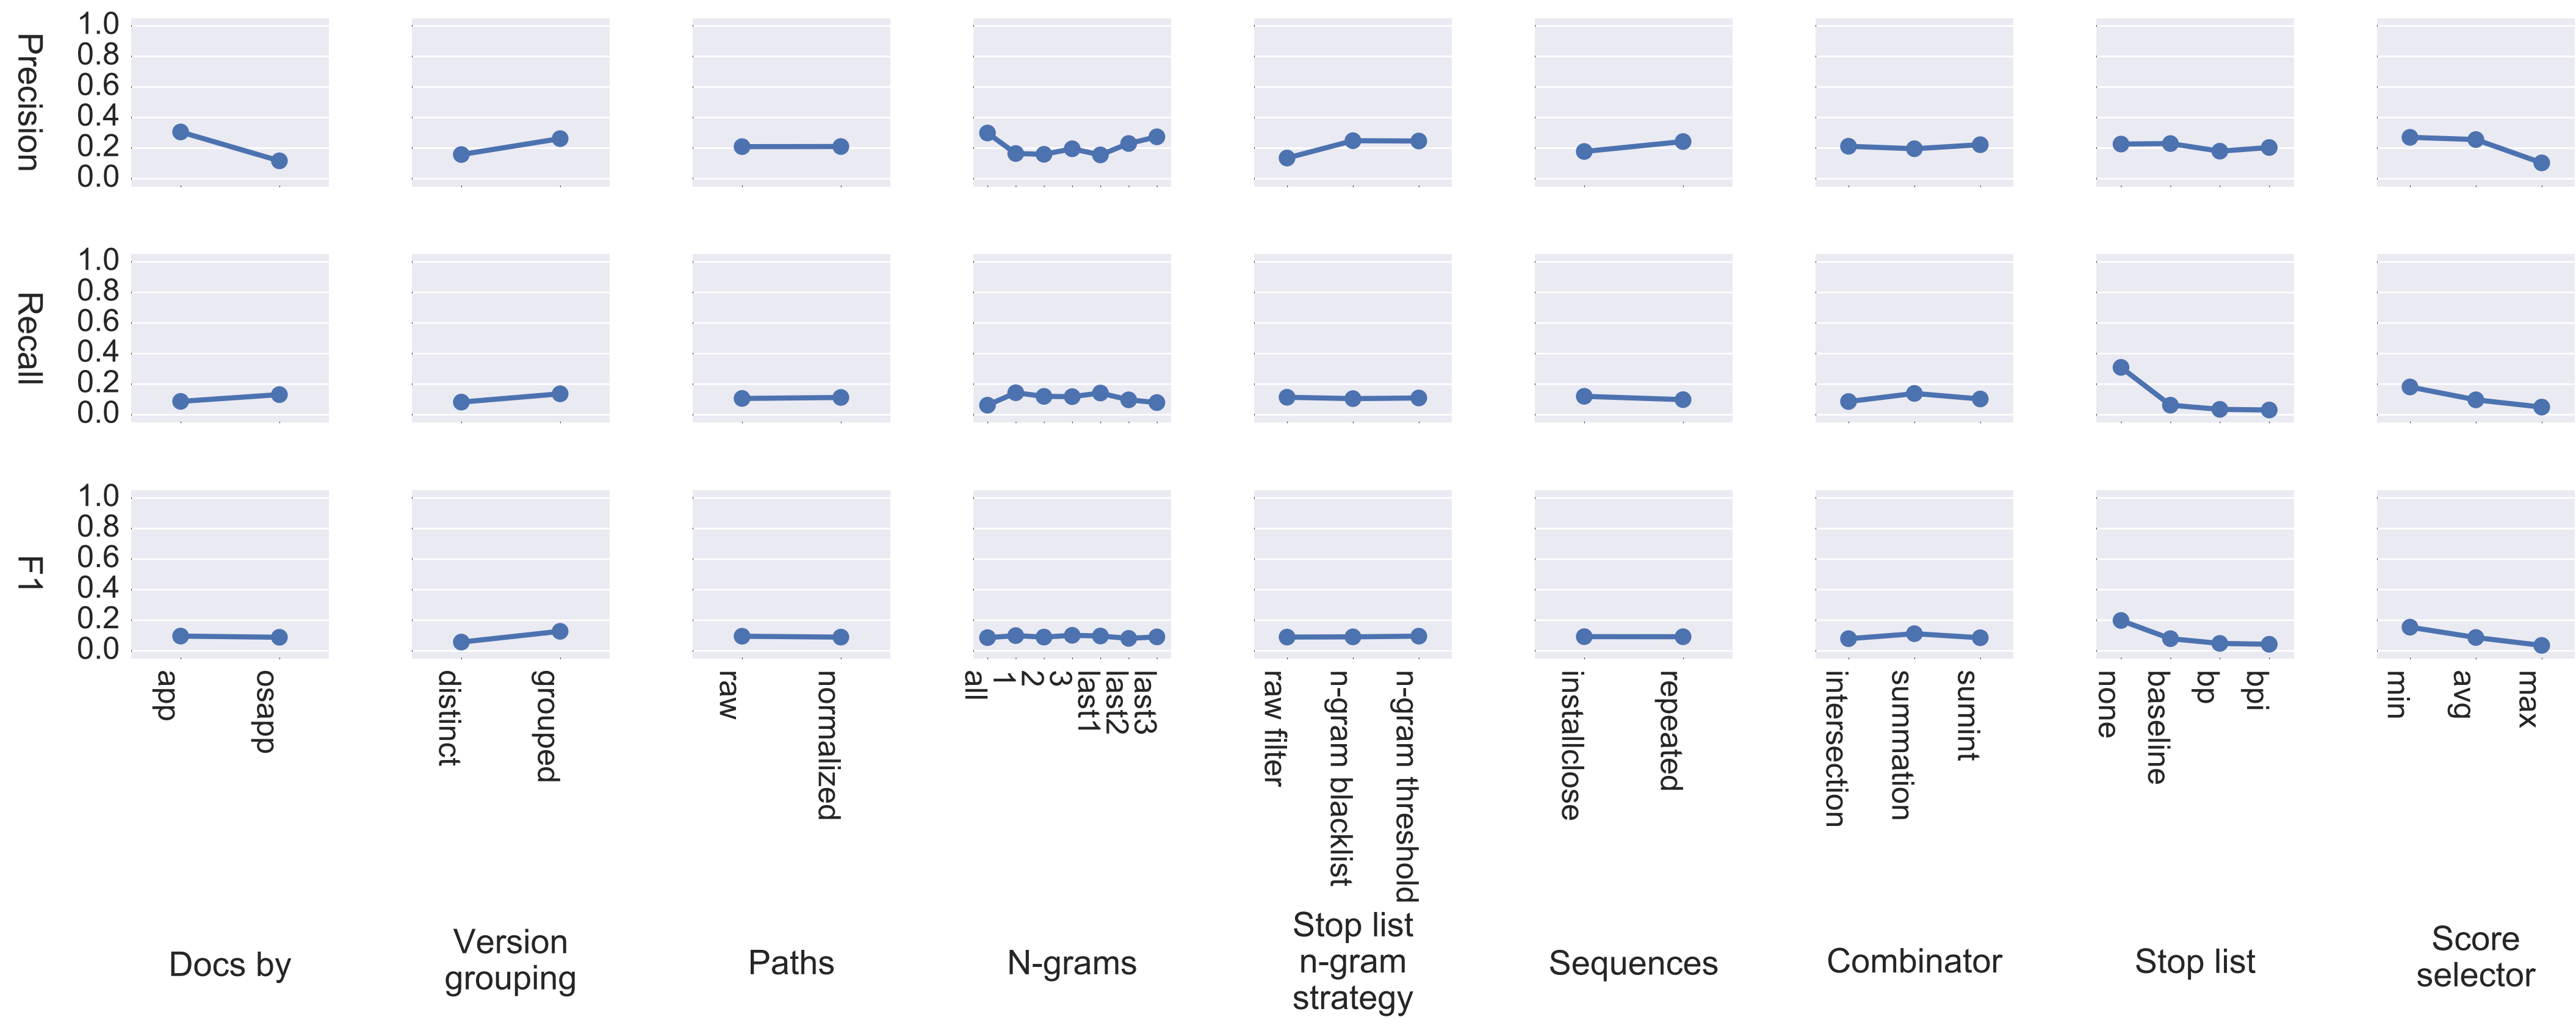 Precision
1.0
0.8
0.6
0.4
0.2
0.0
Recall
1.0
0.8
0.6
0.4
0.2
0.0
F1
1.0
0.8
0.6
0.4
0.2
0.0
app
osapp
distinct
grouped
raw
normalized
all
1
2
3
last1
last2
last3
raw filter
n-gram blacklist
n-gram threshold
installclose
repeated
intersection
summation
sumint
none
baseline
bp
bpi
min
avg
max
Docs by
Version
grouping
Paths
N-grams
Stop list
n-gram
strategy
Sequences
Combinator
Stop list
Score
selector